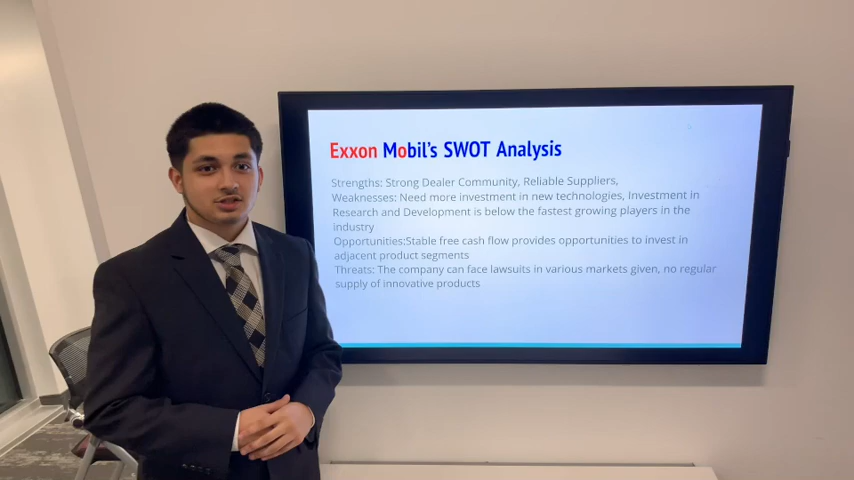 Exxon Mobil's SWOT Analysis
Strengths: Strong Dealer Community, Reliable Suppliers,
Weaknesses: Need more investment in new technologies, Investment in
Research and Development is below the fastest growing players in the
industry
Opportunities:Stable free cash flow provides opportunities to invest in
adjacent product segments
Threats: The company can face lawsuits in various markets given, no regular
supply of innovative products